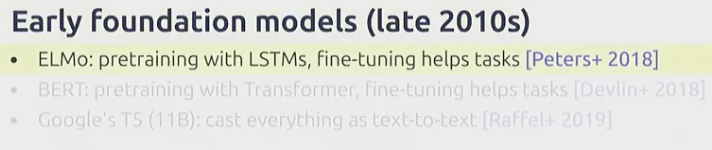 Early foundation models (late 2010s)
• ELMo: pretraining with LSTMs, fine-tuning helps tasks [Peters+ 2018]
• BERT: pretraining with Transformer, fine-tuning helps tasks [Devlin+ 2018]
• Google's T5 (11B): cast everything as text-to-text [Raffel+ 2019]